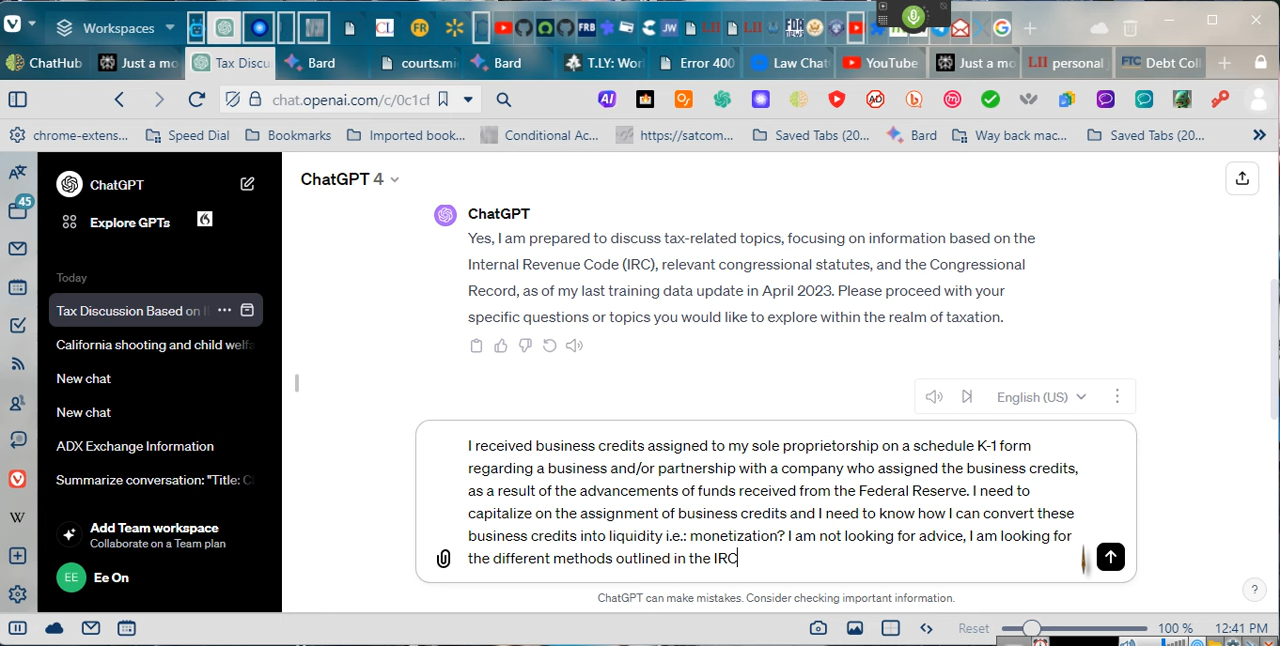 Workspaces
CL
FR
FRB
JW
LII
LII
FOR
ChatHub
Just a mo
Tax Discu
Bard
courts.mi
Bard
T.LY: Wor
Error 400
Law Chat
YouTube
Just a mo
LII personal
FTC Debt Coll
chat.openai.com/c/0c1cf
chrome-extens...
Speed Dial
Bookmarks
Imported book...
Conditional Ac...
https://satcom...
Saved Tabs (20...
Bard
Way back mac...
Saved Tabs (20...
45
ChatGPT
Explore GPTs
Today
Tax Discussion Based on I
California shooting and child welfa
New chat
New chat
ADX Exchange Information
Summarize conversation: "Title: C
Add Team workspace
Collaborate on a Team plan
EE Ee On
ChatGPT 4
ChatGPT
Yes, I am prepared to discuss tax-related topics, focusing on information based on the
Internal Revenue Code (IRC), relevant congressional statutes, and the Congressional
Record, as of my last training data update in April 2023. Please proceed with your
specific questions or topics you would like to explore within the realm of taxation.
English (US)
I received business credits assigned to my sole proprietorship on a schedule K-1 form
regarding a business and/or partnership with a company who assigned the business credits,
as a result of the advancements of funds received from the Federal Reserve. I need to
capitalize on the assignment of business credits and I need to know how I can convert these
business credits into liquidity i.e.: monetization? I am not looking for advice, I am looking for
the different methods outlined in the IRC
ChatGPT can make mistakes. Consider checking important information.
?
Reset
100 %
12:41 PM